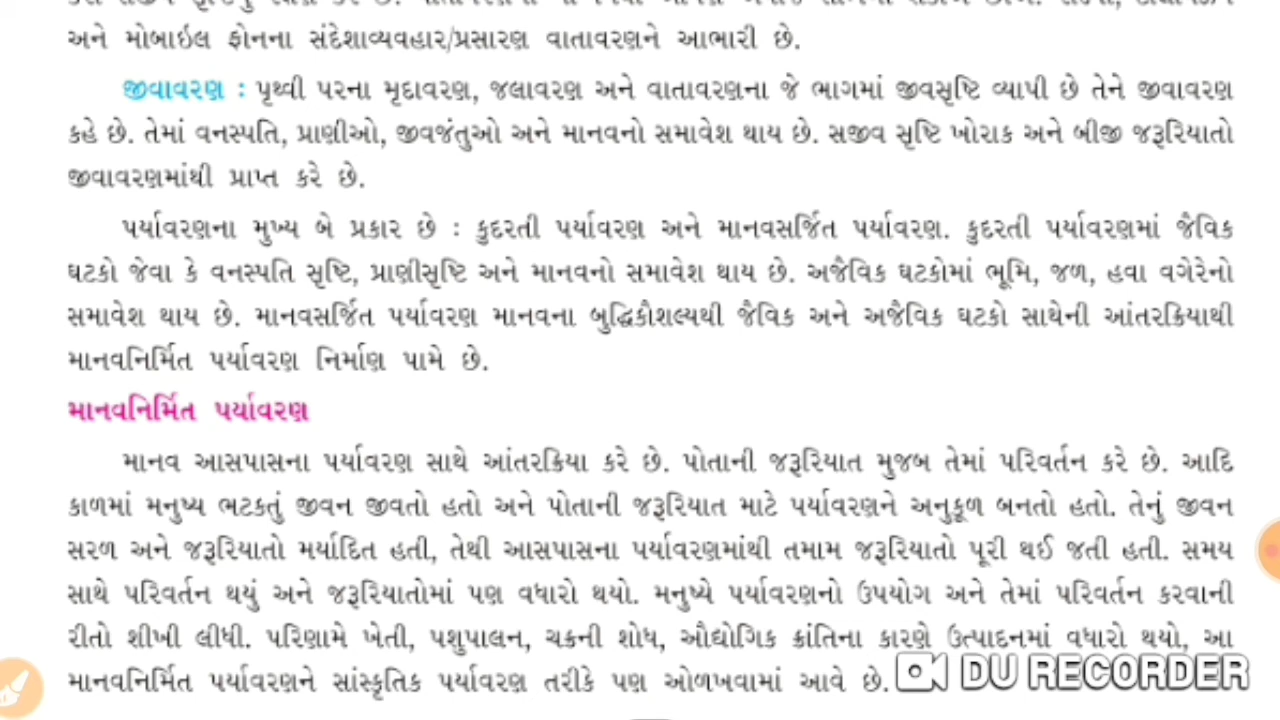 અને મોબાઇલ ફોનના સંદેશાવ્યવહાર/પ્રસારણ વાતાવરણને આભારી છે.
જીવાવરણ : પૃથ્વી પરના મૃદાવરણ, જલાવરણ અને વાતાવરણના જે ભાગમાં જીવસૃષ્ટિ વ્યાપી છે તેને જીવાવરણ
કહે છે. તેમાં વનસ્પતિ, પ્રાણીઓ, જીવજંતુઓ અને માનવનો સમાવેશ થાય છે. સજીવ સૃષ્ટિ ખોરાક અને બીજી જરૂરિયાતો
જીવાવરણમાંથી પ્રાપ્ત કરે છે.
પર્યાવરણના મુખ્ય બે પ્રકાર છે : કુદરતી પર્યાવરણ અને માનવસર્જિત પર્યાવરણ. કુદરતી પર્યાવરણમાં જૈવિક
ઘટકો જેવા કે વનસ્પતિ સૃષ્ટિ, પ્રાણીસૃષ્ટિ અને માનવનો સમાવેશ થાય છે. અજૈવિક ઘટકોમાં ભૂમિ, જળ, હવા વગેરેનો
સમાવેશ થાય છે. માનવસર્જિત પર્યાવરણ માનવના બુદ્ધિકૌશલ્યથી જૈવિક અને અજૈવિક ઘટકો સાથેની આંતરક્રિયાથી
માનવનિર્મિત પર્યાવરણ નિર્માણ પામે છે.
માનવનિર્મિત પર્યાવરણ
માનવ આસપાસના પર્યાવરણ સાથે આંતરક્રિયા કરે છે. પોતાની જરૂરિયાત મુજબ તેમાં પરિવર્તન કરે છે. આદિ
કાળમાં મનુષ્ય ભટકતું જીવન જીવતો હતો અને પોતાની જરૂરિયાત માટે પર્યાવરણને અનુકૂળ બનતો હતો. તેનું જીવન
સરળ અને જરૂરિયાતો મર્યાદિત હતી, તેથી આસપાસના પર્યાવરણમાંથી તમામ જરૂરિયાતો પૂરી થઈ જતી હતી. સમય
સાથે પરિવર્તન થયું અને જરૂરિયાતોમાં પણ વધારો થયો. મનુષ્યે પર્યાવરણનો ઉપયોગ અને તેમાં પરિવર્તન કરવાની
રીતો શીખી લીધી. પરિણામે ખેતી, પશુપાલન, ચક્રની શોધ, ઔદ્યોગિક ક્રાંતિના કારણે ઉત્પાદનમાં વધારો થયો, આ
માનવનિર્મિત પર્યાવરણને સાંસ્કૃતિક પર્યાવરણ તરીકે પણ ઓળખવામાં આવે છે.
DU RECORDER